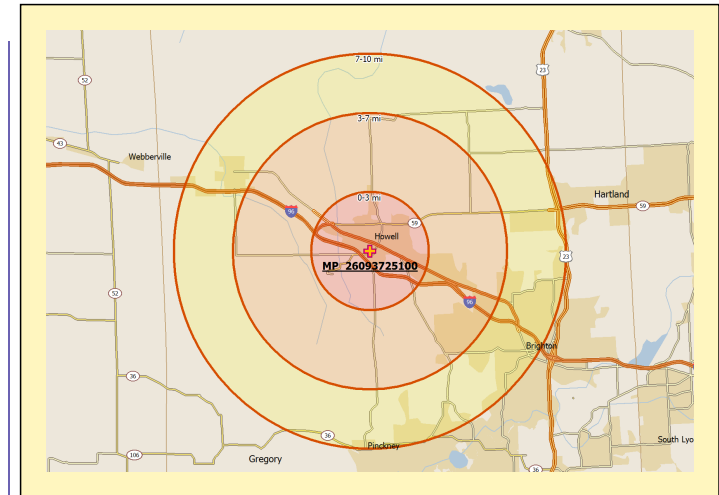 7-10 mi
23
52
3-7 mi
43
Webberville
Hartland
0-3 mi
59
96
59
Howell
23
MP 26093725100
52
96
Brighton
36
36
Pinckney
South Lyo
106
Gregory
36